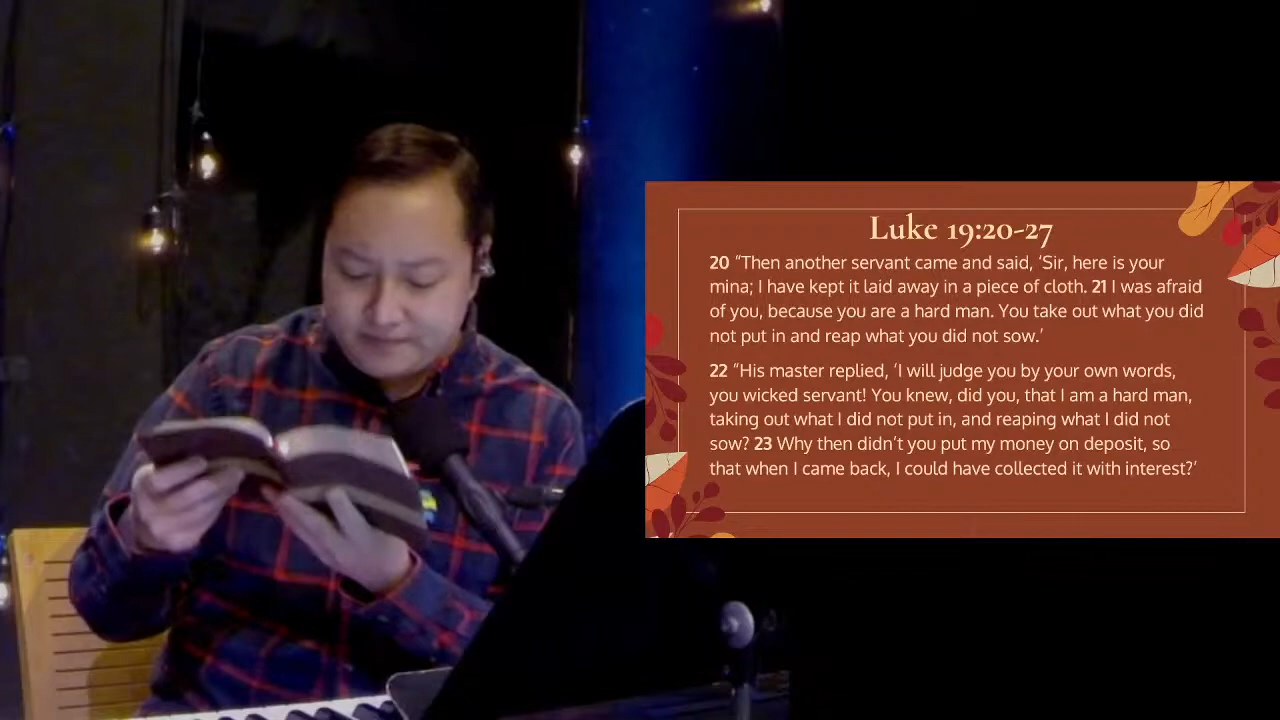 Luke 19:20-27
20 “Then another servant came and said, ‘Sir, here is your
mina; I have kept it laid away in a piece of cloth. 21 I was afraid
of you, because you are a hard man. You take out what you did
not put in and reap what you did not sow.’
22 “His master replied, ‘I will judge you by your own words,
you wicked servant! You knew, did you, that I am a hard man,
taking out what I did not put in, and reaping what I did not
sow? 23 Why then didn’t you put my money on deposit, so
that when I came back, I could have collected it with interest?’